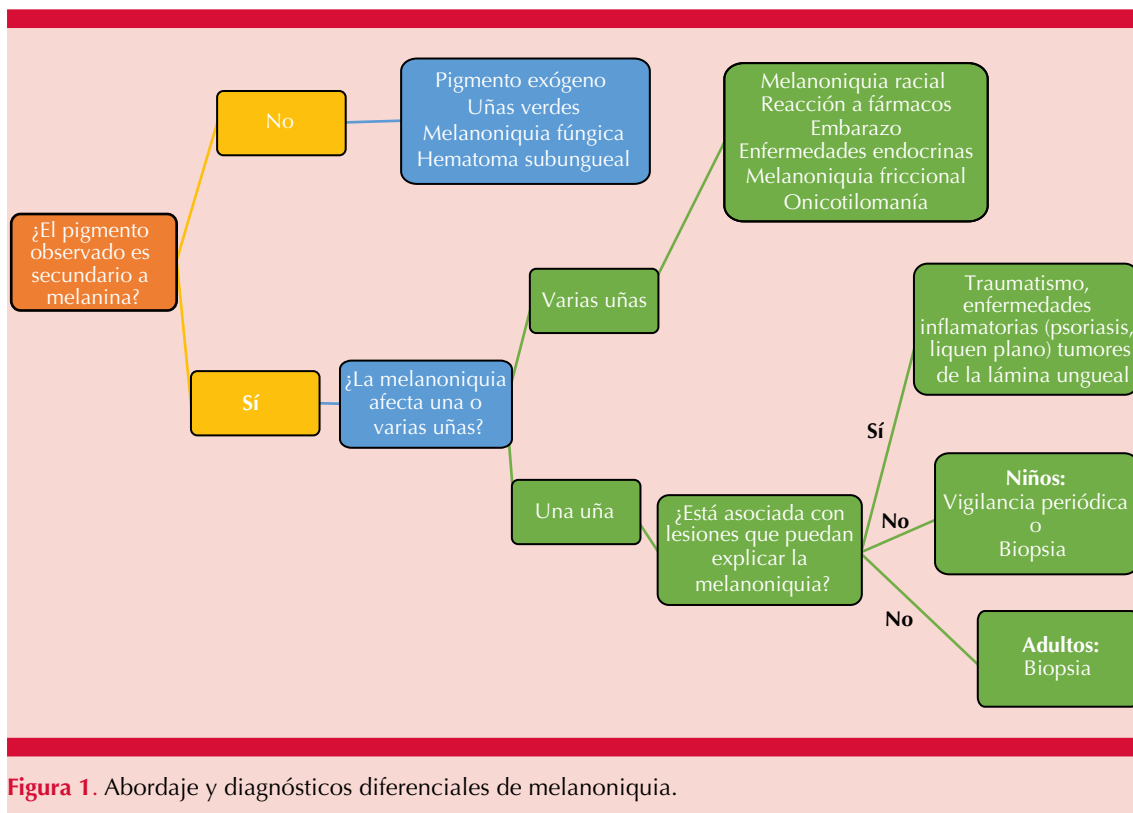 No
Pigmento exógeno
Uñas verdes
Melanoniquia fúngica
Hematoma subungueal
Melanoniquia racial
Reacción a fármacos
Embarazo
Enfermedades endocrinas
Melanoniquia friccional
Onicotilomanía
¿El pigmento
observado es
secundario a
melanina?
Varias uñas
Traumatismo,
enfermedades
inflamatorias (psoriasis,
liquen plano) tumores
de la lámina ungueal
Sí
¿La melanoniquia
afecta una o
varias uñas?
Sí
Una uña
¿Está asociada con
lesiones que puedan
explicar la
melanoniquia?
No
Niños:
Vigilancia periódica
o
Biopsia
No
Adultos:
Biopsia
Figura 1. Abordaje y diagnósticos diferenciales de melanoniquia.